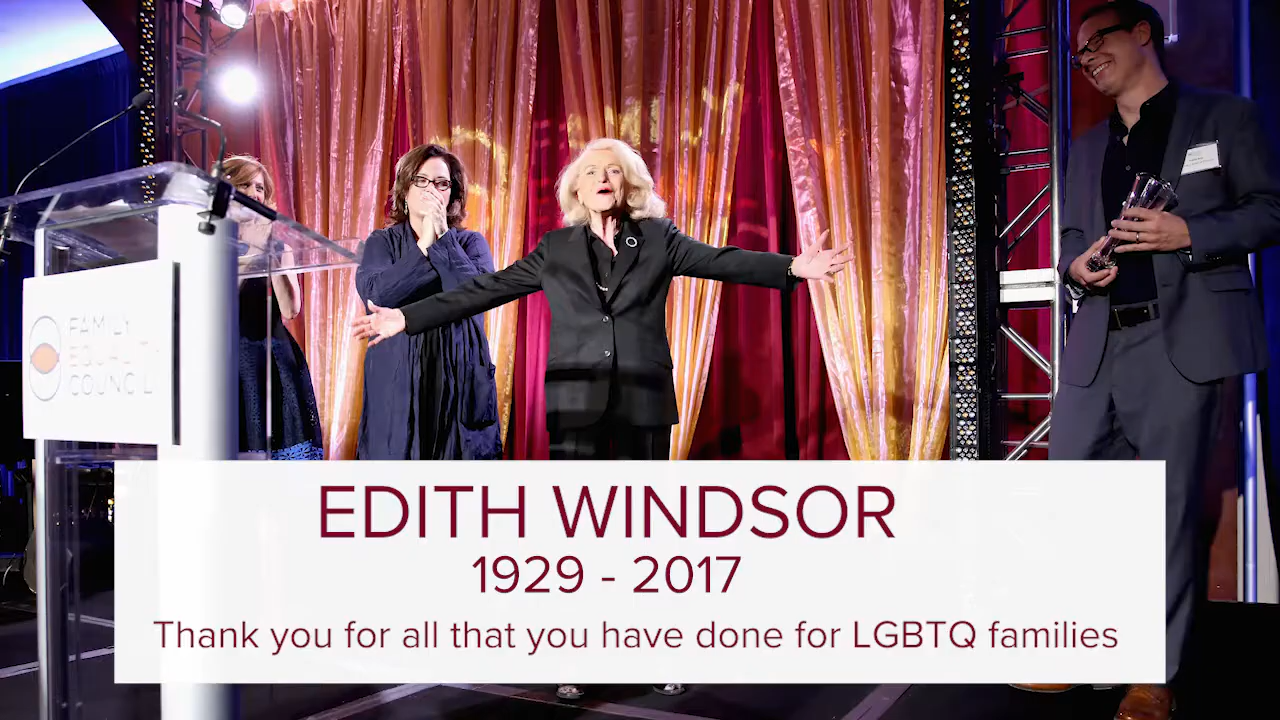 FAMILY
EQUALITY
COUNCIL
EDITH WINDSOR
1929 - 2017
Thank you for all that you have done for LGBTQ families